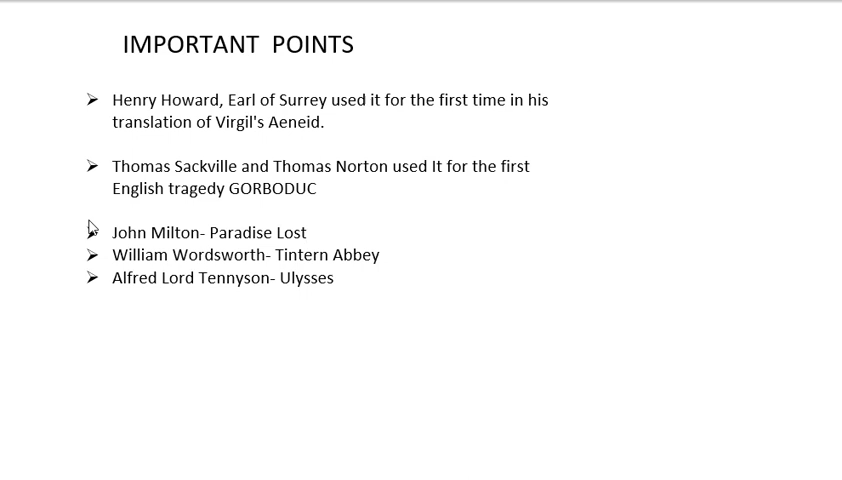 IMPORTANT POINTS
Henry Howard, Earl of Surrey used it for the first time in his
translation of Virgil's Aeneid.
Thomas Sackville and Thomas Norton used It for the first
English tragedy GORBODUC
John Milton- Paradise Lost
William Wordsworth- Tintern Abbey
Alfred Lord Tennyson- Ulysses